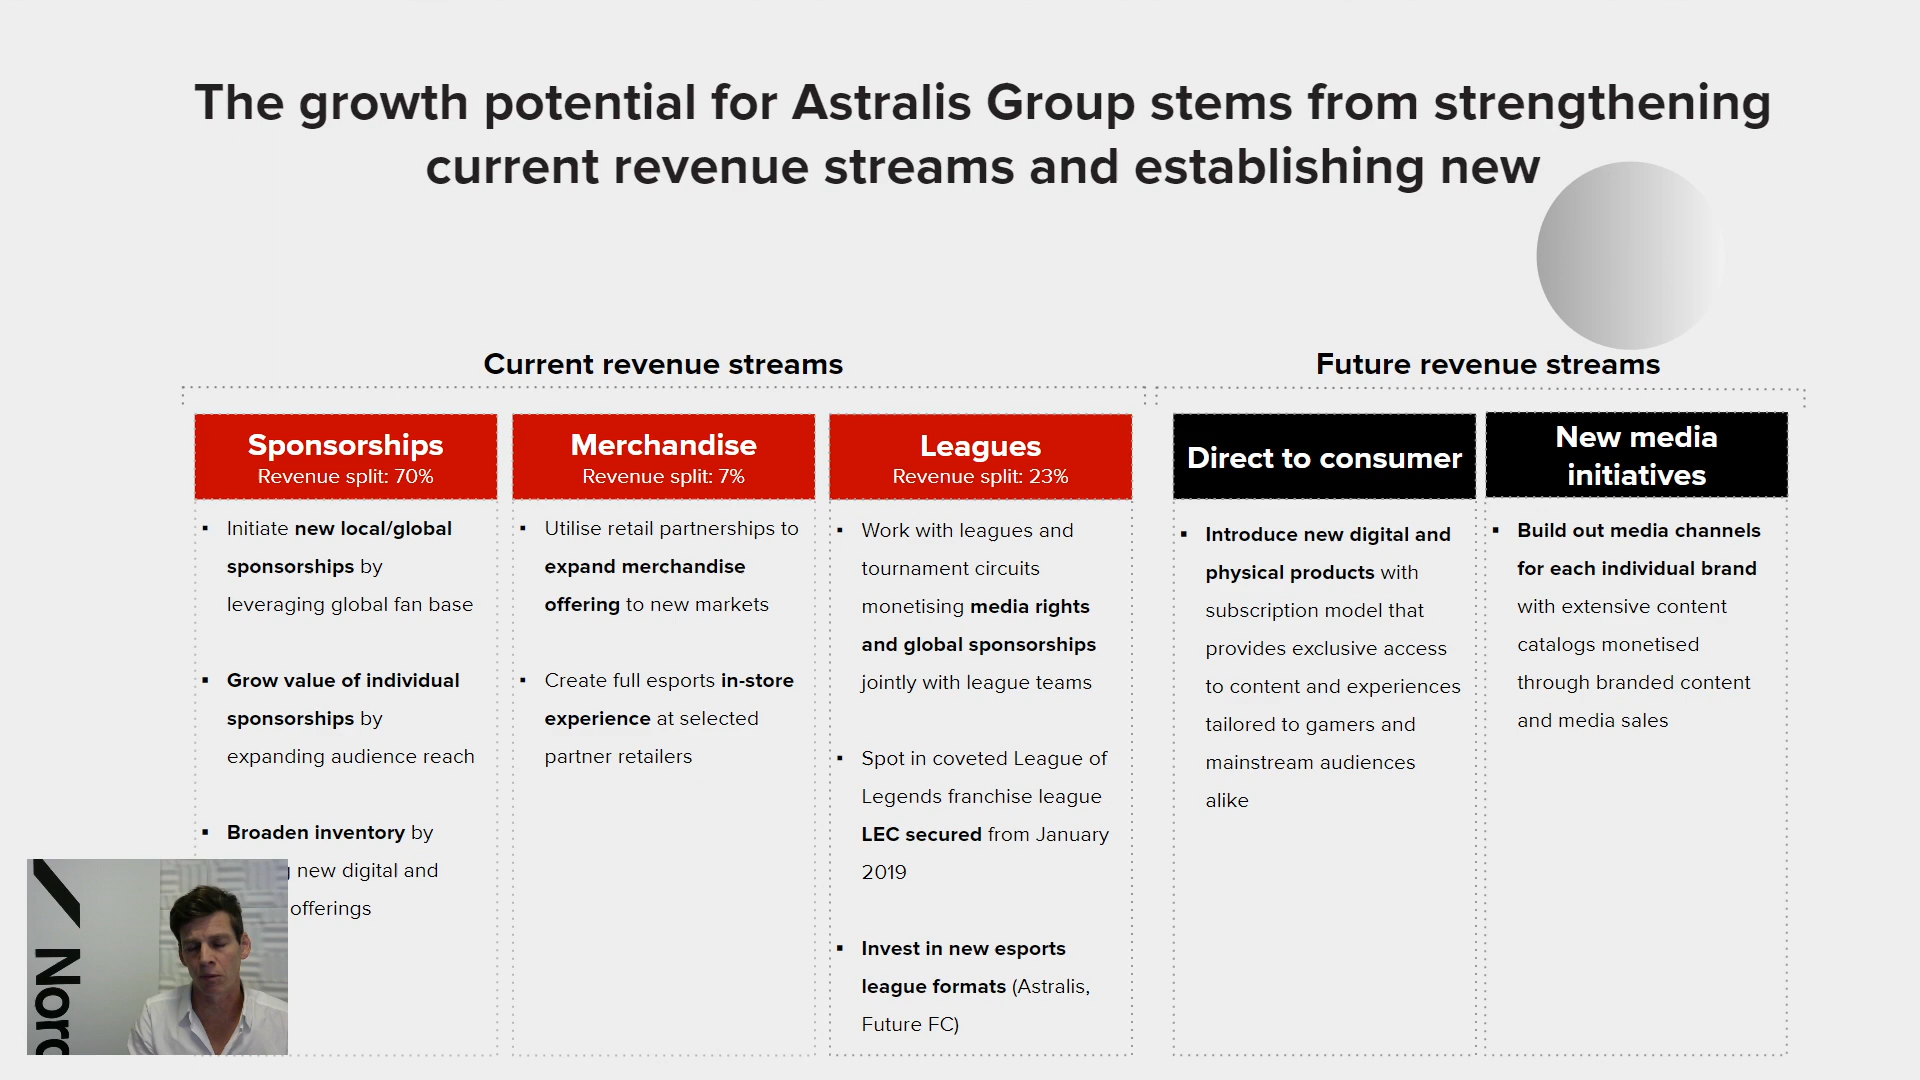 The growth potential for Astralis Group stems from strengthening
current revenue streams and establishing new
Current revenue streams
Future revenue streams
Sponsorships
Revenue split: 70%
▪ Initiate new local/global
sponsorships by
leveraging global fan base
▪ Grow value of individual
sponsorships by
expanding audience reach
▪ Broaden inventory by
new digital and
offerings
Merchandise
Revenue split: 7%
▪ Utilise retail partnerships to
expand merchandise
offering to new markets
▪ Create full esports in-store
experience at selected
partner retailers
Leagues
Revenue split: 23%
▪ Work with leagues and
tournament circuits
monetising media rights
and global sponsorships
jointly with league teams
▪ Spot in coveted League of
Legends franchise league
LEC secured from January
2019
▪ Invest in new esports
league formats (Astralis,
Future FC)
Direct to consumer
▪ Introduce new digital and
physical products with
subscription model that
provides exclusive access
to content and experiences
tailored to gamers and
mainstream audiences
alike
New media
initiatives
▪ Build out media channels
for each individual brand
with extensive content
catalogs monetised
through branded content
and media sales